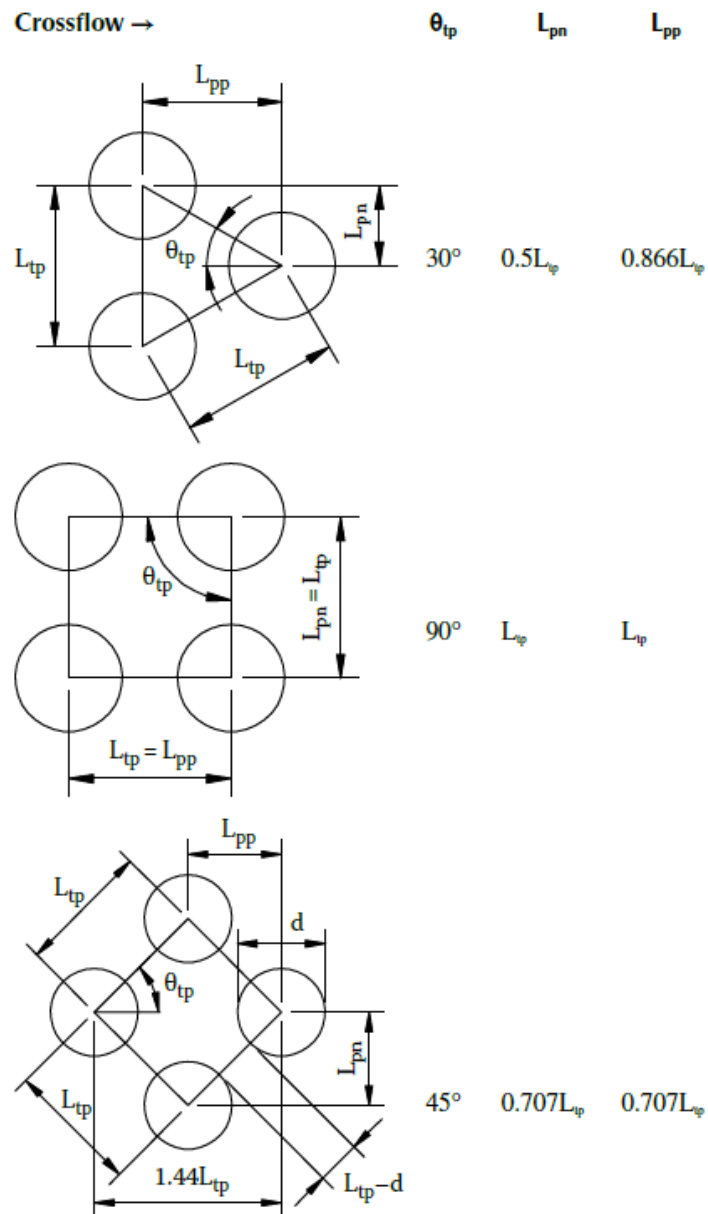 Crossflow → θtp Lpn Lpp
Lpp
Lpn
Ltp
θtp
30° 0.5Ltp 0.866Ltp
Ltp
θtp
Lpn = Ltp
90° Ltp Ltp
Ltp = Lpp
Lpp
Ltp
d
θtp
Lpn
Ltp
45° 0.707Ltp 0.707Ltp
1.44Ltp
Ltp–d